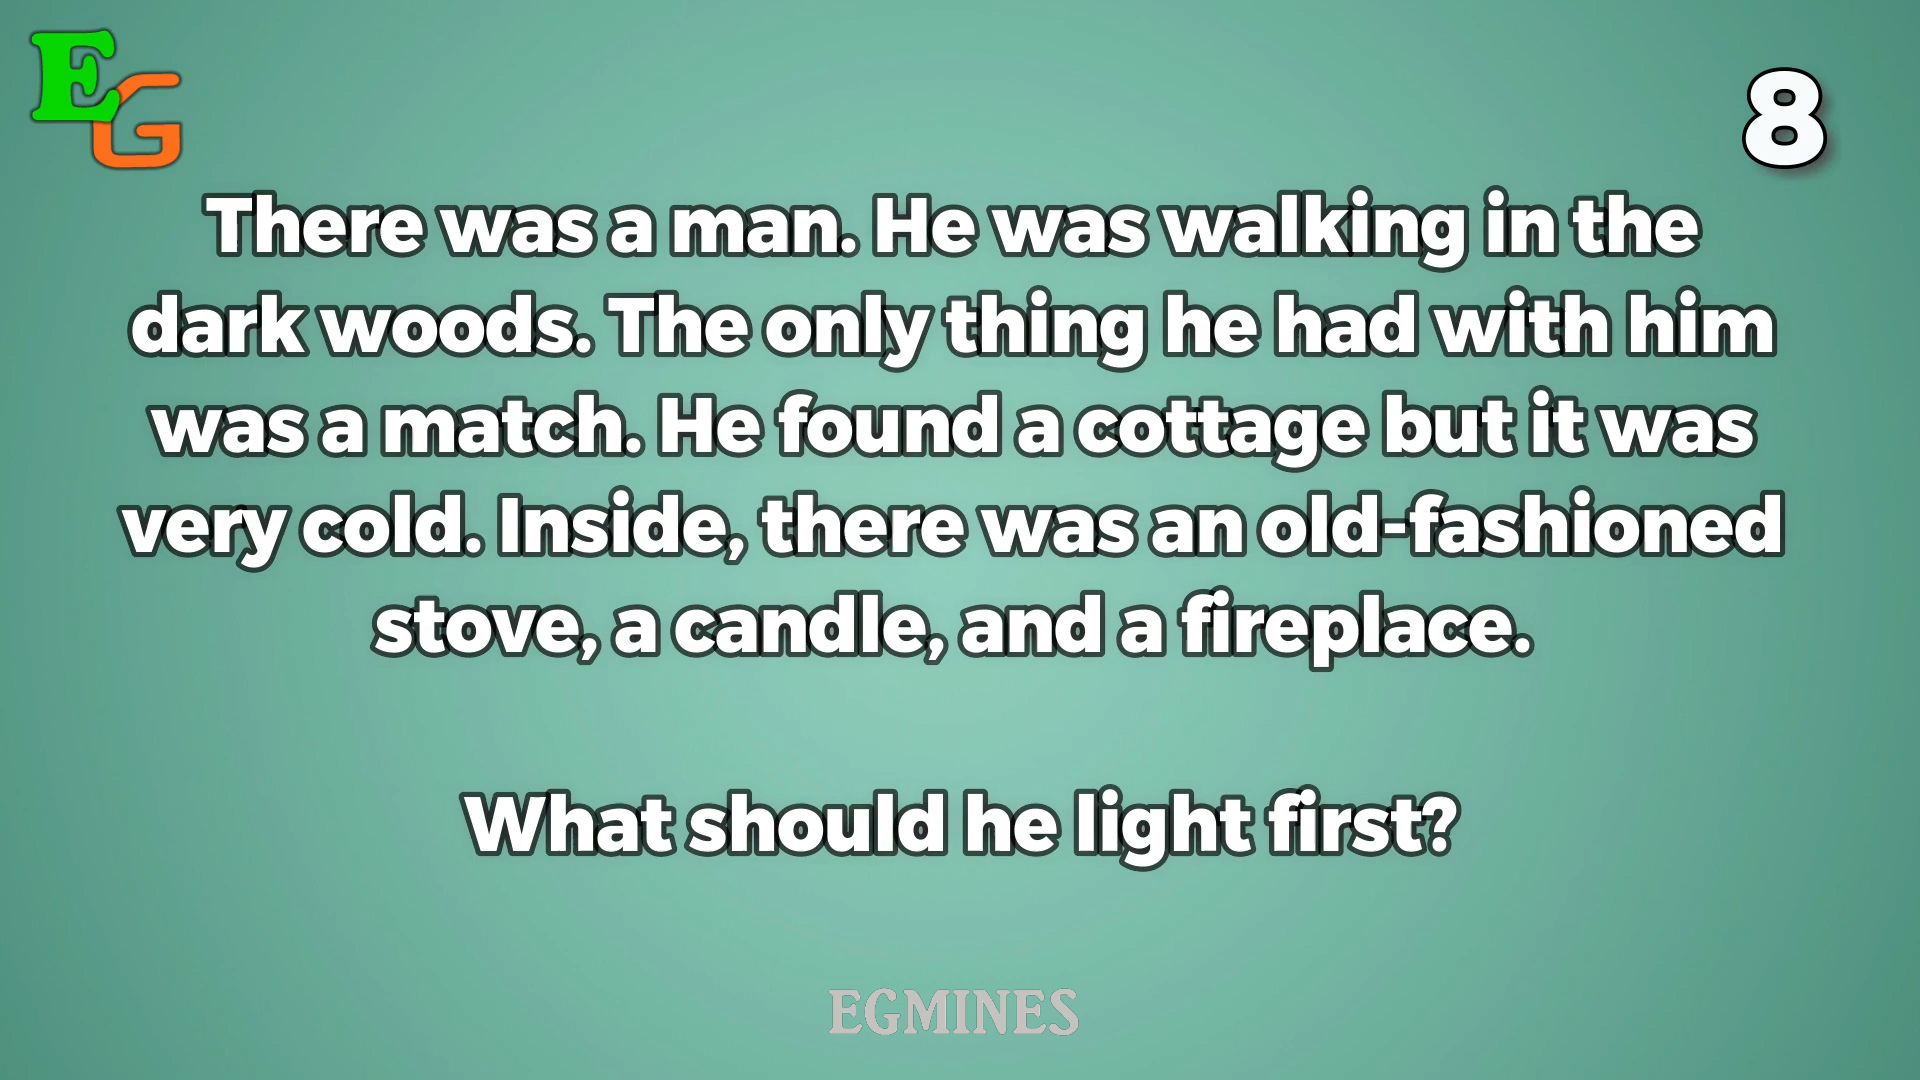 EG
8
There was a man. He was walking in the
dark woods. The only thing he had with him
was a match. He found a cottage but it was
very cold. Inside, there was an old-fashioned
stove, a candle, and a fireplace.
What should he light first?
EGMINES